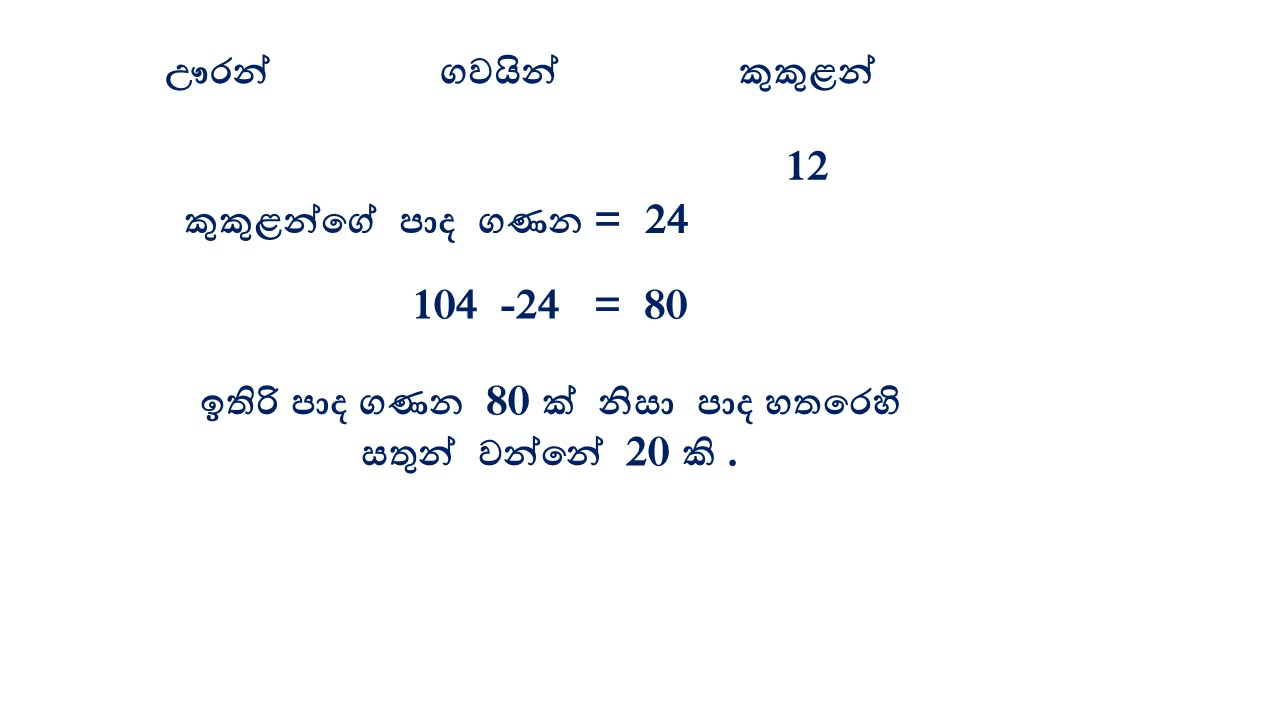 ඌරන් ගවයින් කුකුළන්
12
කුකුළන්ගේ පාද ගණන = 24
104 -24 = 80
ඉතිරි පාද ගණන 80 ක් නිසා පාද හතරෙහි
සතුන් වන්නේ 20 කි .